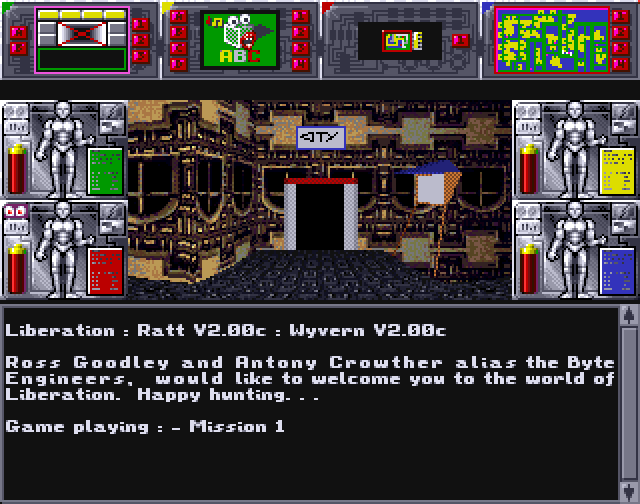 ABC
Liberation : Ratt V2.00c : Wyvern V2.00c
Ross Goodley and Antony Crowther alias the Byte
Engineers, would like to welcome you to the world of
Liberation. Happy hunting...
Game playing : - Mission 1